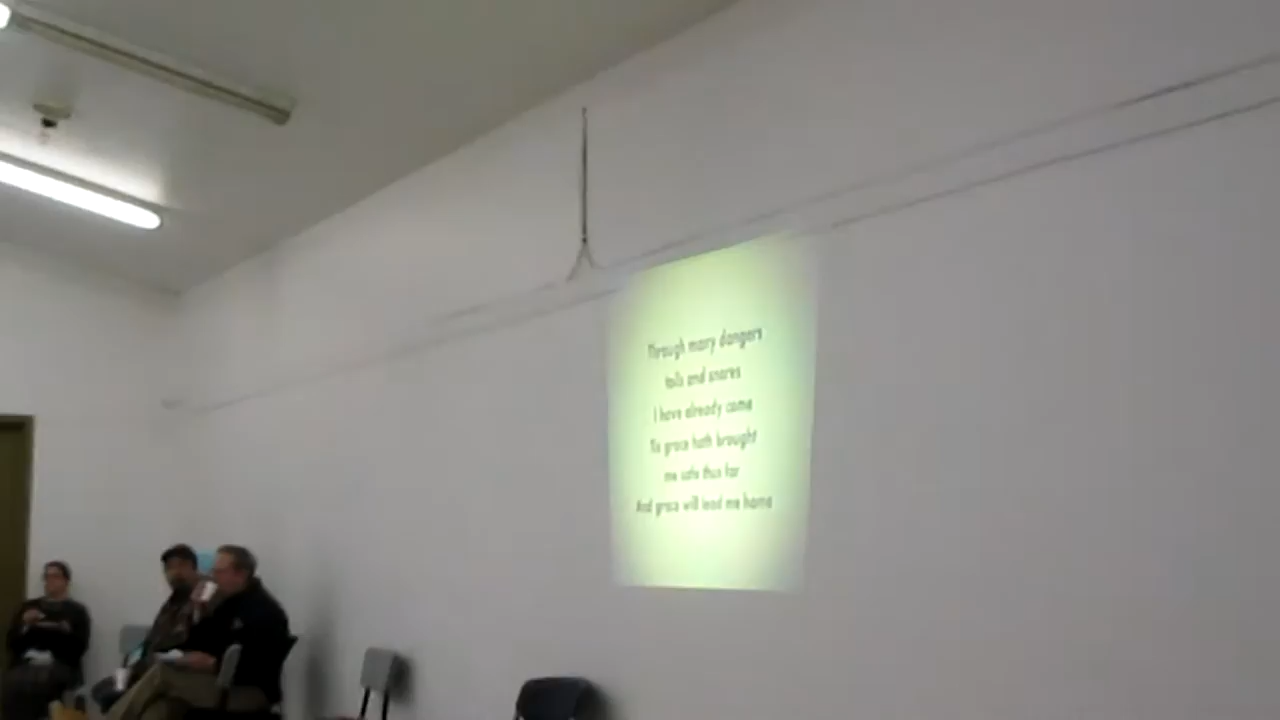 Through many dangers
toils and snares
I have already come
Tis grace hath brought
me safe thus far
And grace will lead me home